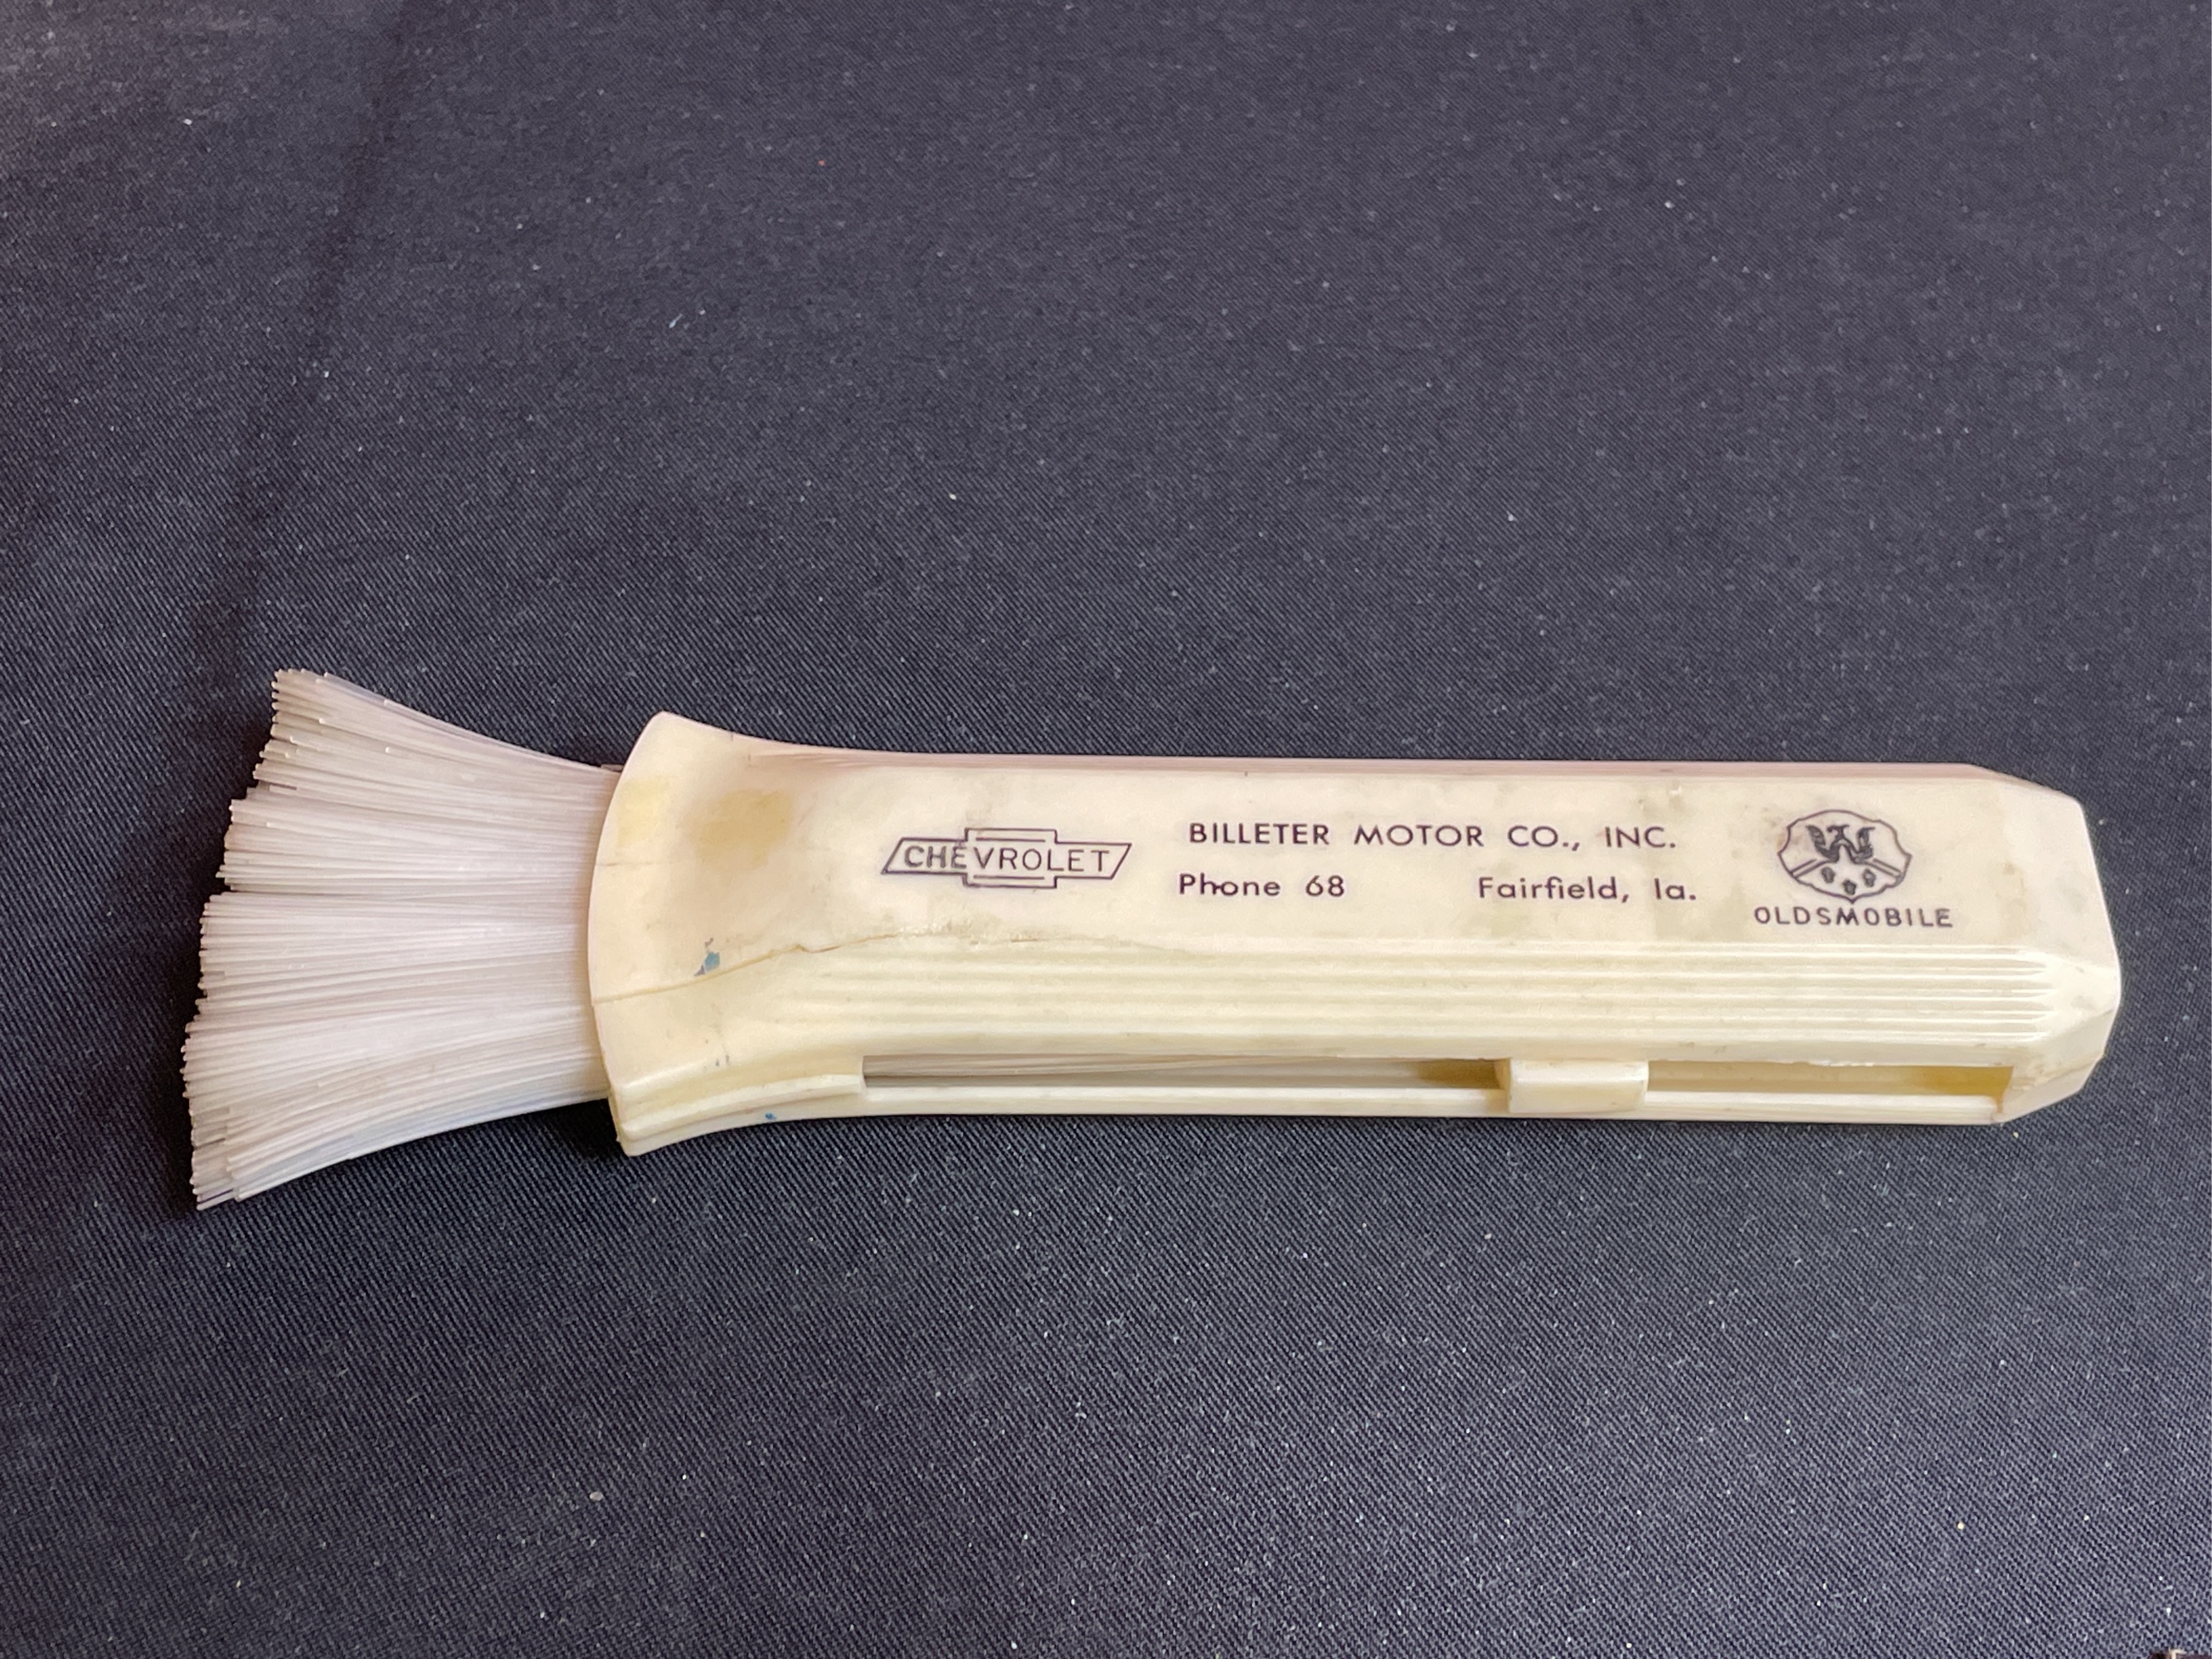 CHEVROLET
BILLETER MOTOR CO., INC.
Phone 68 Fairfield, Ia.
OLDSMOBILE